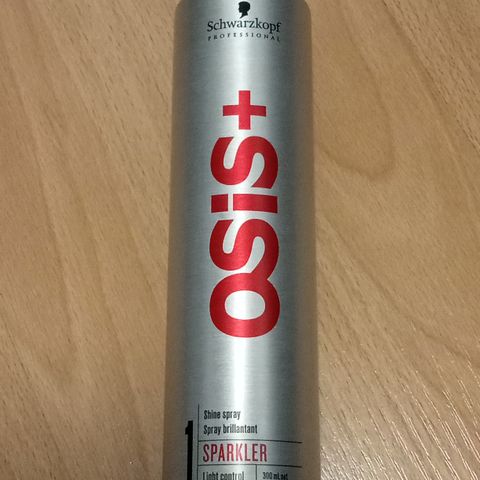 Schwarzkopf
PROFESSIONAL
OSiS+
Shine spray
Spray brillantant
1
SPARKLER
Light control
300 mL